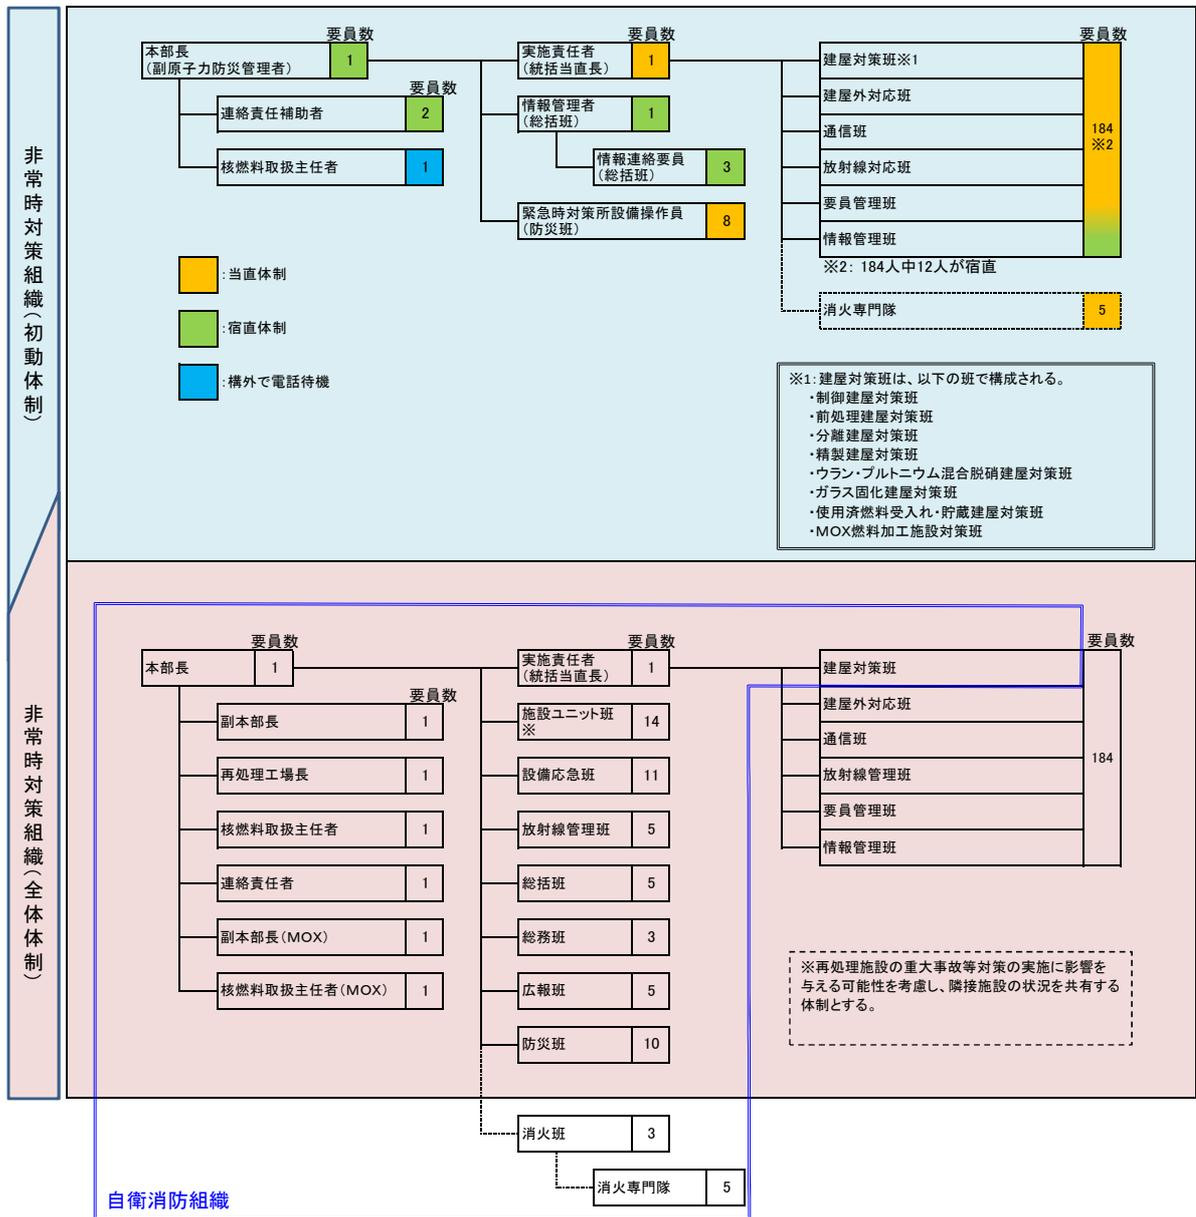 非常時対策組織(初動体制)
要員数
本部長
(副原子力防災管理者)
1
要員数
連絡責任補助者
2
核燃料取扱主任者
1
要員数
実施責任者
(統括当直長)
1
情報管理者
(総括班)
1
情報連絡要員
(総括班)
3
緊急時対策所設備操作員
(防災班)
8
要員数
建屋対策班※1
建屋外対応班
通信班
放射線対応班
要員管理班
情報管理班
184
※2
※2: 184人中12人が宿直
消火専門隊
5
:当直体制
:宿直体制
:構外で電話待機
※1:建屋対策班は、以下の班で構成される。
・制御建屋対策班
・前処理建屋対策班
・分離建屋対策班
・精製建屋対策班
・ウラン・プルトニウム混合脱硝建屋対策班
・ガラス固化建屋対策班
・使用済燃料受入れ・貯蔵建屋対策班
・MOX燃料加工施設対策班
非常時対策組織(全体体制)
要員数
本部長
1
要員数
副本部長
1
再処理工場長
1
核燃料取扱主任者
1
連絡責任者
1
副本部長(MOX)
1
核燃料取扱主任者(MOX)
1
要員数
実施責任者
(統括当直長)
1
施設ユニット班
※
14
設備応急班
11
放射線管理班
5
総括班
5
総務班
3
広報班
5
防災班
10
消火班
3
消火専門隊
5
要員数
建屋対策班
建屋外対応班
通信班
放射線管理班
要員管理班
情報管理班
184
※再処理施設の重大事故等対策の実施に影響を
与える可能性を考慮し、隣接施設の状況を共有する
体制とする。
自衛消防組織